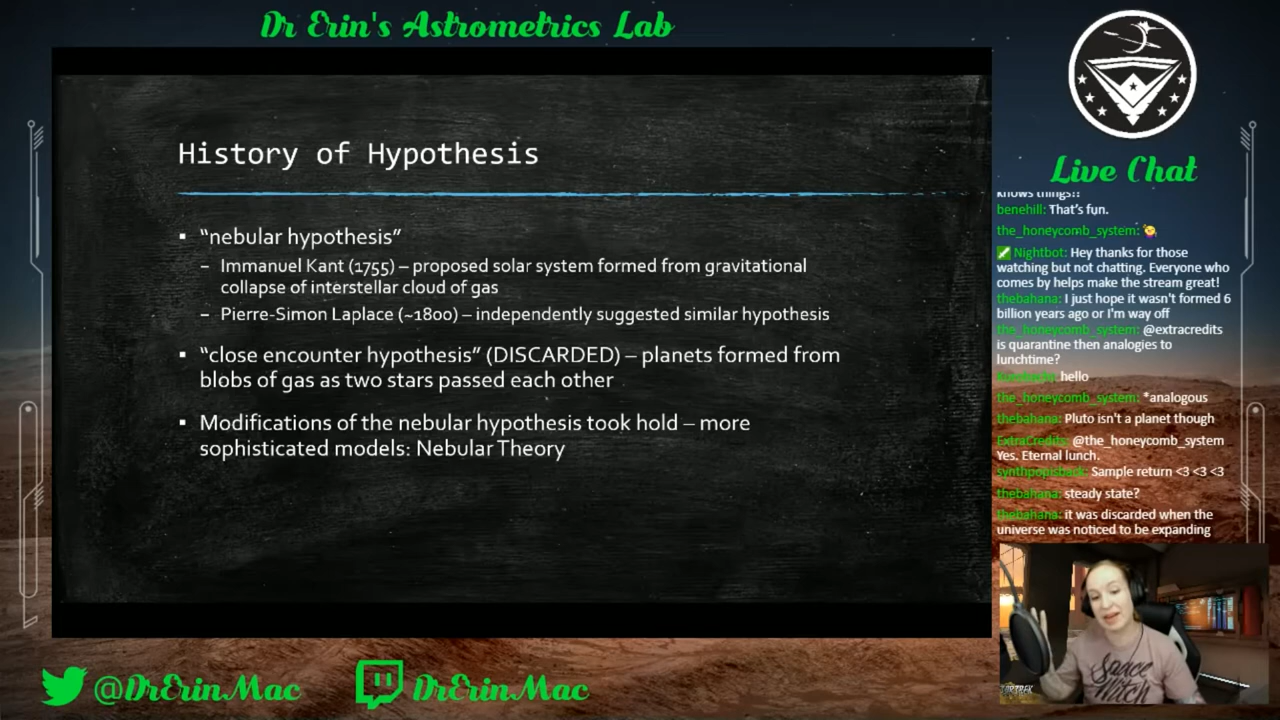 Dr Erin's Astrometrics Lab
History of Hypothesis
▪ “nebular hypothesis”
– Immanuel Kant (1755) – proposed solar system formed from gravitational
collapse of interstellar cloud of gas
– Pierre-Simon Laplace (~1800) – independently suggested similar hypothesis
▪ “close encounter hypothesis” (DISCARDED) – planets formed from
blobs of gas as two stars passed each other
▪ Modifications of the nebular hypothesis took hold – more
sophisticated models: Nebular Theory
@DrErinMac
DrErinMac
Live Chat
knows things!!
benehill: That’s fun.
the_honeycomb_system:
Nightbot: Hey thanks for those
watching but not chatting. Everyone who
comes by helps make the stream great!
thebahana: I just hope it wasn't formed 6
billion years ago or I'm way off
the_honeycomb_system: @extracredits
is quarantine then analogies to
lunchtime?
hello
the_honeycomb_system: *analogous
thebahana: Pluto isn't a planet though
ExtraCredits: @the_honeycomb_system
Yes. Eternal lunch.
synthpopisback: Sample return <3 <3 <3
thebahana: steady state?
thebahana: it was discarded when the
universe was noticed to be expanding
Space
Witch